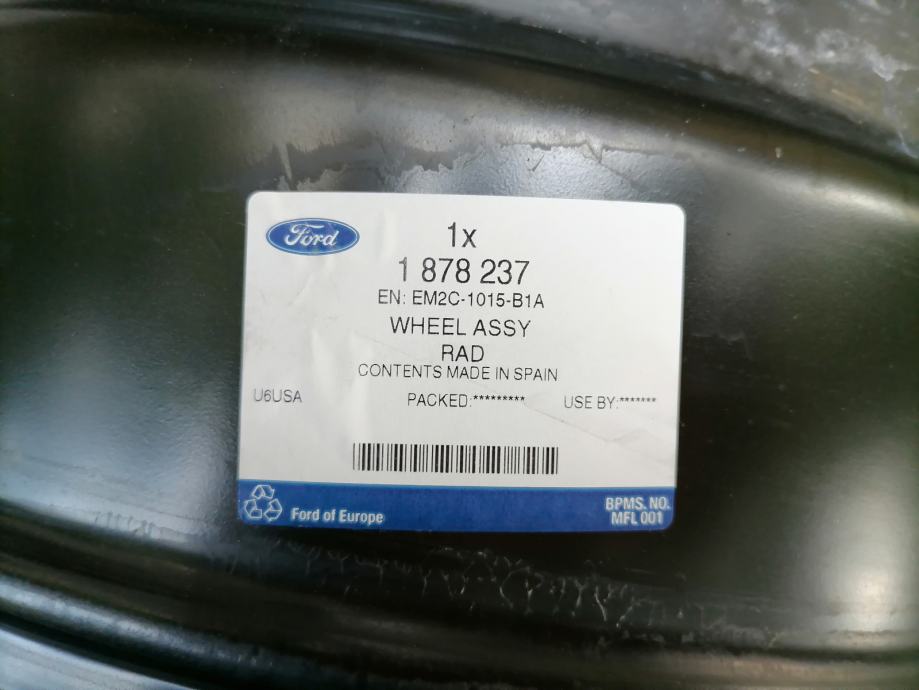 Ford
1x
1 878 237
EN: EM2C-1015-B1A
WHEEL ASSY
RAD
CONTENTS MADE IN SPAIN
U6USA PACKED:********* USE BY:*******
Ford of Europe
BPMS. NO.
MFL 001